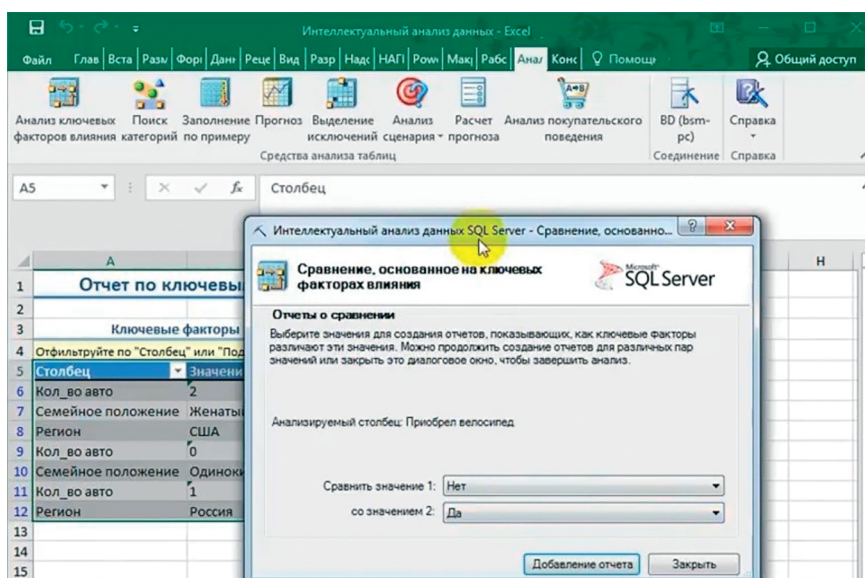 Интеллектуальный анализ данных - Excel
Файл Глав Вста Разм Фор Данн Реце Вид Разр Надс НАГІ Powe Мак Рабс Анал Конс Помощь Общий доступ
Анализ ключевых факторов влияния
Поиск категорий
Заполнение по примеру
Прогноз
Выделение исключений
Анализ сценария
Расчет прогноза
Анализ покупательского поведения
BD (bsm-pc)
Справка
Средства анализа таблиц
Соединение
Справка
A5
fx
Столбец
Интеллектуальный анализ данных SQL Server - Сравнение, основанно...
A
H
1 Отчет по ключевы
2
3 Ключевые факторы
4 Отфильтруйте по "Столбец" или "Под
5 Столбец Значени
6 Кол_во авто 2
7 Семейное положение Женаты
8 Регион США
9 Кол_во авто 0
10 Семейное положение Одиноки
11 Кол_во авто 1
12 Регион Россия
13
14
15
Сравнение, основанное на ключевых
факторах влияния
Microsoft
SQL Server
Отчеты о сравнении
Выберите значения для создания отчетов, показывающих, как ключевые факторы
различают эти значения. Можно продолжить создание отчетов для различных пар
значений или закрыть это диалоговое окно, чтобы завершить анализ.
Анализируемый столбец: Приобрел велосипед
Сравнить значение 1: Нет
со значением 2: Да
Добавление отчета
Закрыть